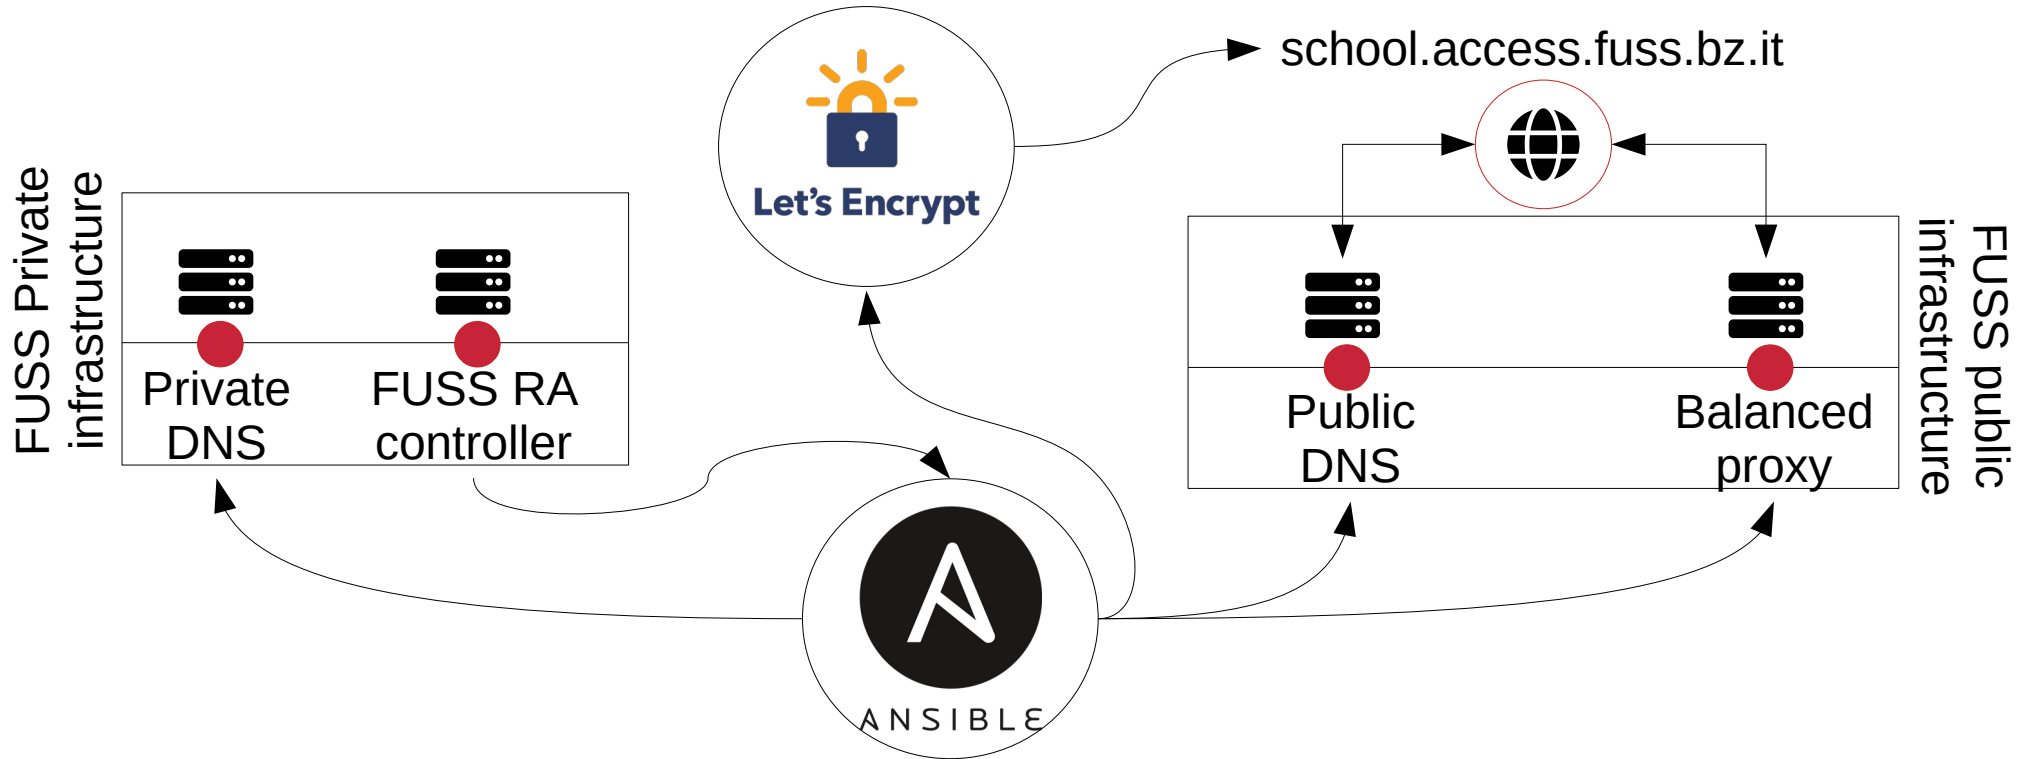 FUSS Private
infrastructure
Private
DNS
FUSS RA
controller
Let's Encrypt
ANSIBLE
school.access.fuss.bz.it
Public
DNS
Balanced
proxy
FUSS public
infrastructure